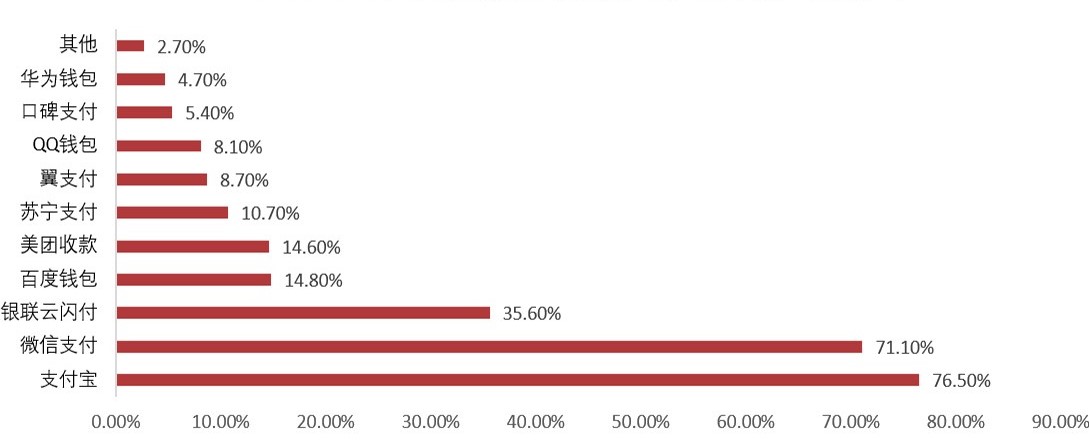 其他 2.70%
华为钱包 4.70%
口碑支付 5.40%
QQ钱包 8.10%
翼支付 8.70%
苏宁支付 10.70%
美团收款 14.60%
百度钱包 14.80%
银联云闪付 35.60%
微信支付 71.10%
支付宝 76.50%
0.00% 10.00% 20.00% 30.00% 40.00% 50.00% 60.00% 70.00% 80.00% 90.00%